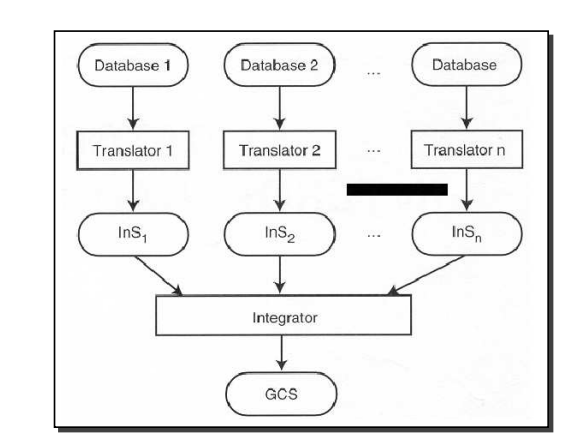 Database 1 Database 2 ... Database
Translator 1 Translator 2 ... Translator n
InS1 InS2 ... InSn
Integrator
GCS